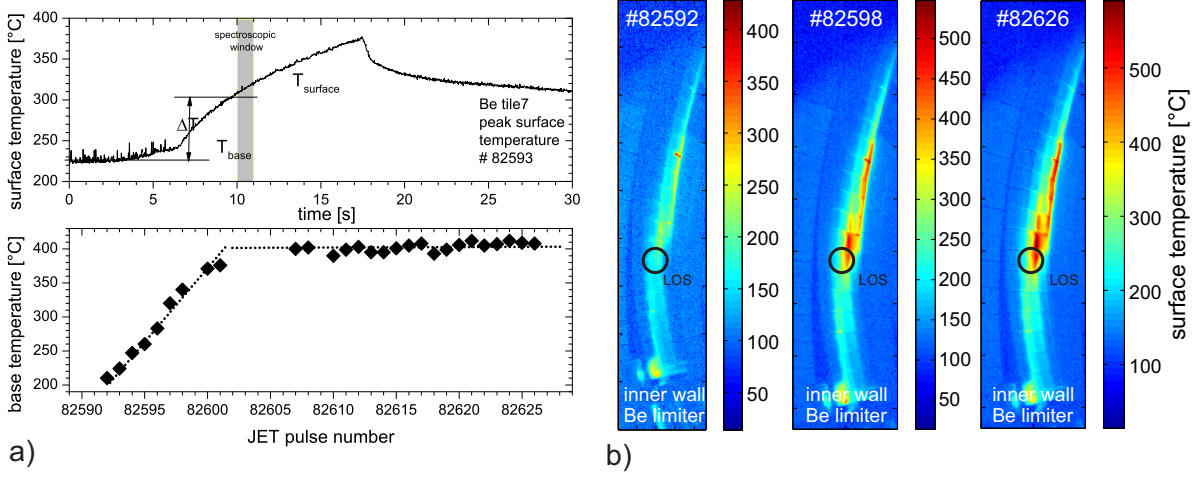 surface temperature [°C]
400
350
300
250
200
0
5
10
15
20
25
30
time [s]
spectroscopic
window
T surface
ΔT
T base
Be tile7
peak surface
temperature
# 82593
base temperature [°C]
400
350
300
250
200
82590
82595
82600
82605
82610
82615
82620
82625
JET pulse number
a)
#82592
LOS
inner wall
Be limiter
400
350
300
250
200
150
100
50
#82598
LOS
inner wall
Be limiter
500
450
400
350
300
250
200
150
100
50
#82626
LOS
inner wall
Be limiter
500
400
300
200
100
surface temperature [°C]
b)